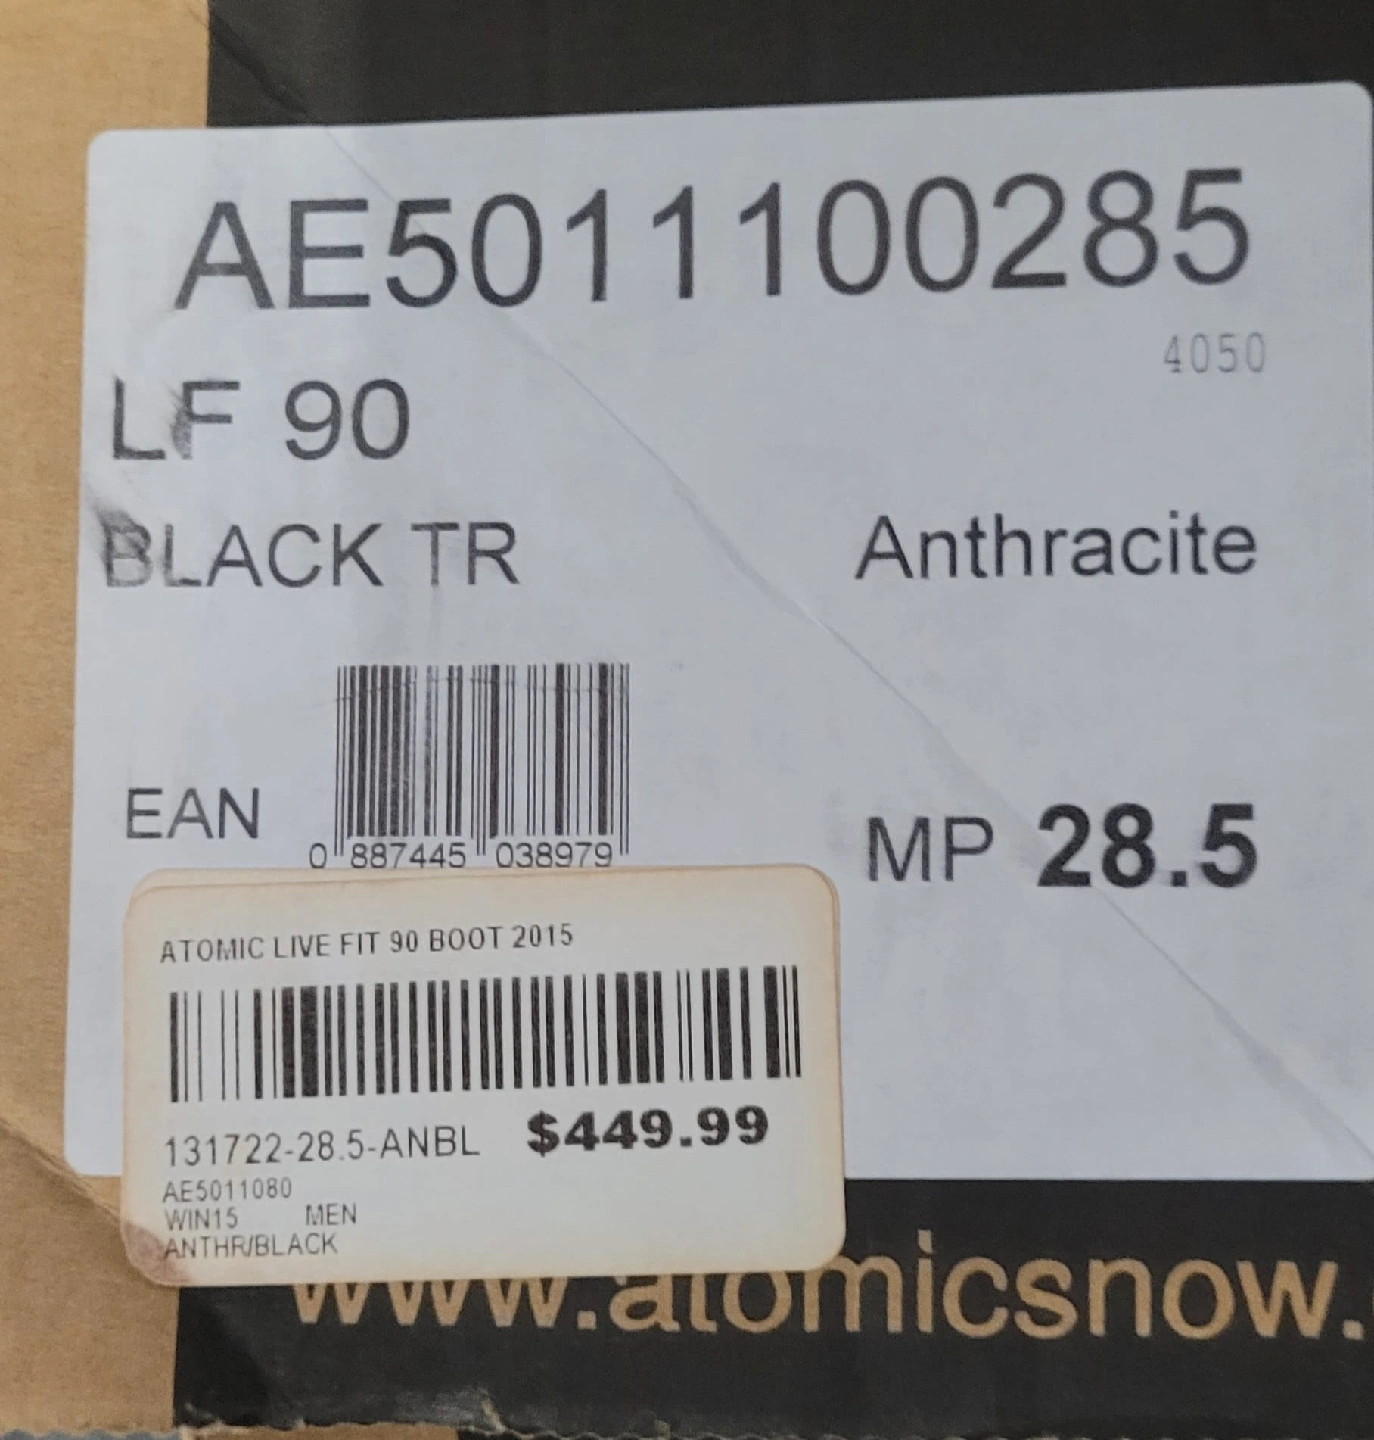 AE5011100285
4050
LF 90
BLACK TR
Anthracite
EAN
0 887445 038979
MP 28.5
ATOMIC LIVE FIT 90 BOOT 2015
131722-28.5-ANBL $449.99
AE5011080
WIN15 MEN
ANTHR/BLACK
www.atomicsnow.